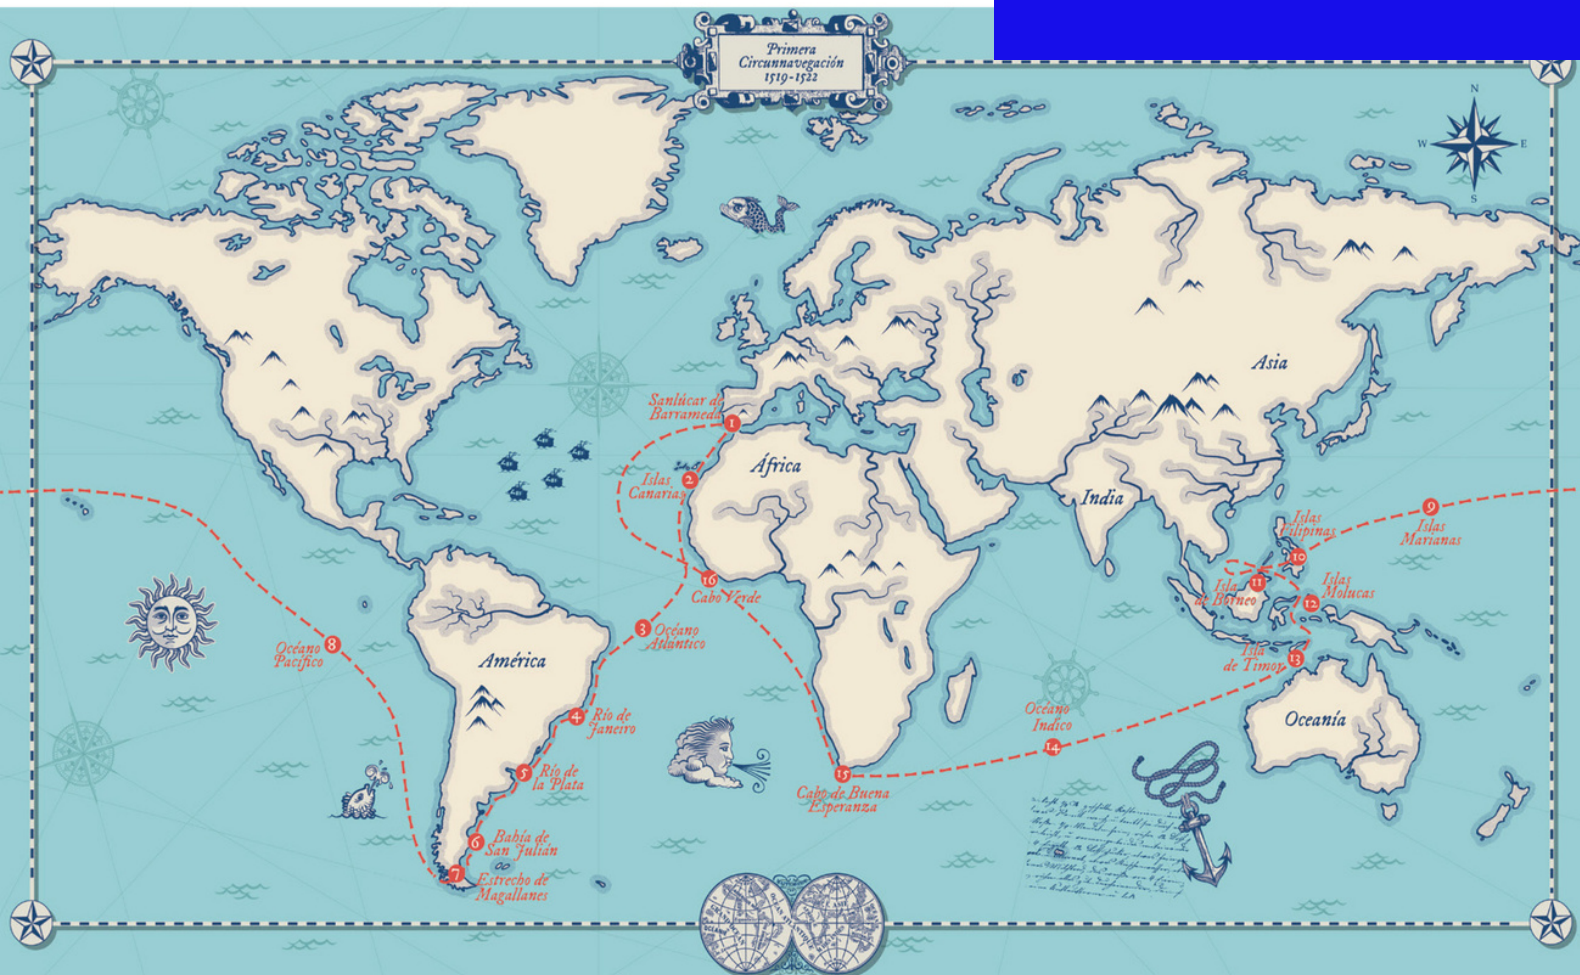 Primera
Circunnavegación
1519-1522
N
W
E
S
Asia
Sanlúcar de
Barrameda
1
África
Islas
Canarias
2
India
9
Islas
Marianas
Islas
Filipinas
10
11
Isla
de Borneo
Islas
Molucas
12
16
Cabo Verde
3
Océano
Atlántico
Océano
Pacífico
8
América
Isla
de Timor
13
4
Río de
Janeiro
Océano
Indico
14
Oceanía
5
Río de
la Plata
15
Cabo de Buena
Esperanza
6
Bahía de
San Julián
7
Estrecho de
Magallanes